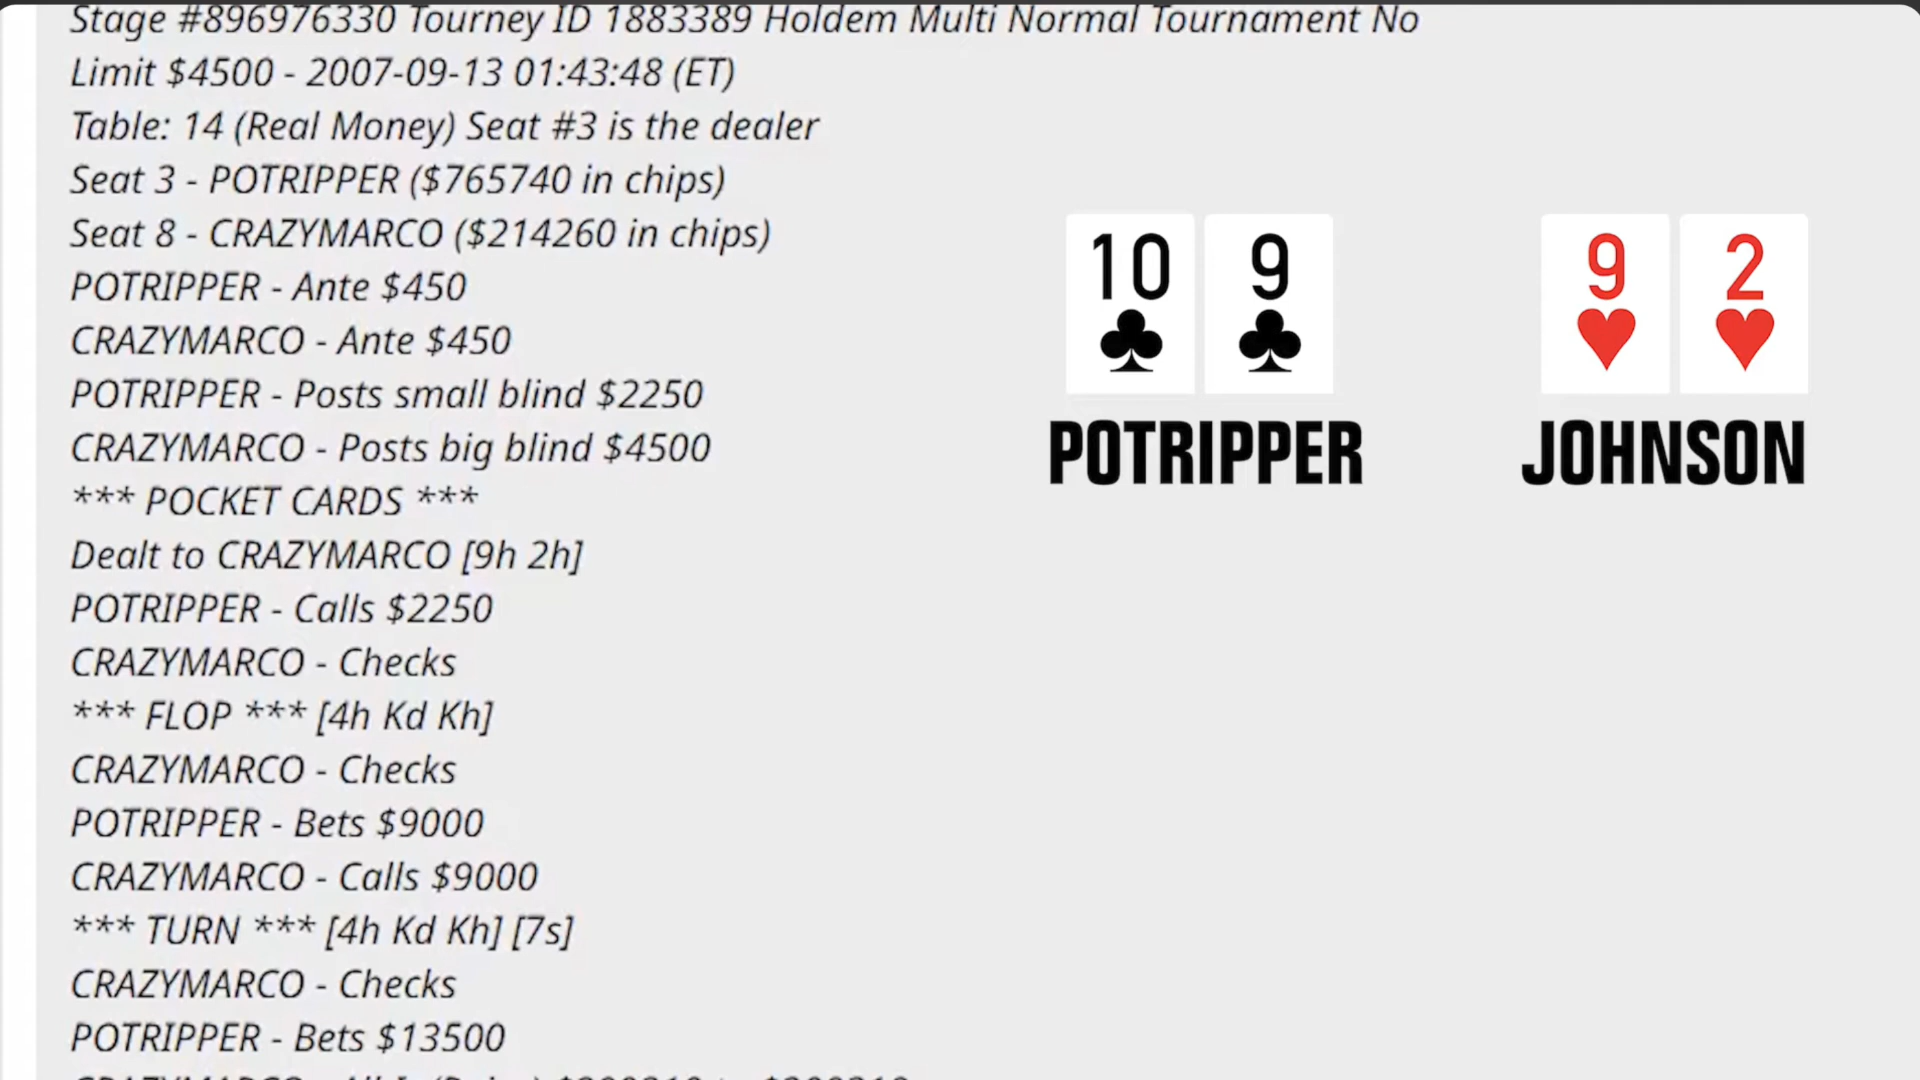 Stage #896976330 Tourney ID 1883389 Holdem Multi Normal Tournament No
Limit $4500 - 2007-09-13 01:43:48 (ET)
Table: 14 (Real Money) Seat #3 is the dealer
Seat 3 - POTRIPPER ($765740 in chips)
Seat 8 - CRAZYMARCO ($214260 in chips)
POTRIPPER - Ante $450
CRAZYMARCO - Ante $450
POTRIPPER - Posts small blind $2250
CRAZYMARCO - Posts big blind $4500
*** POCKET CARDS ***
Dealt to CRAZYMARCO [9h 2h]
POTRIPPER - Calls $2250
CRAZYMARCO - Checks
*** FLOP *** [4h Kd Kh]
CRAZYMARCO - Checks
POTRIPPER - Bets $9000
CRAZYMARCO - Calls $9000
*** TURN *** [4h Kd Kh] [7s]
CRAZYMARCO - Checks
POTRIPPER - Bets $13500
10 9
POTRIPPER
9 2
JOHNSON